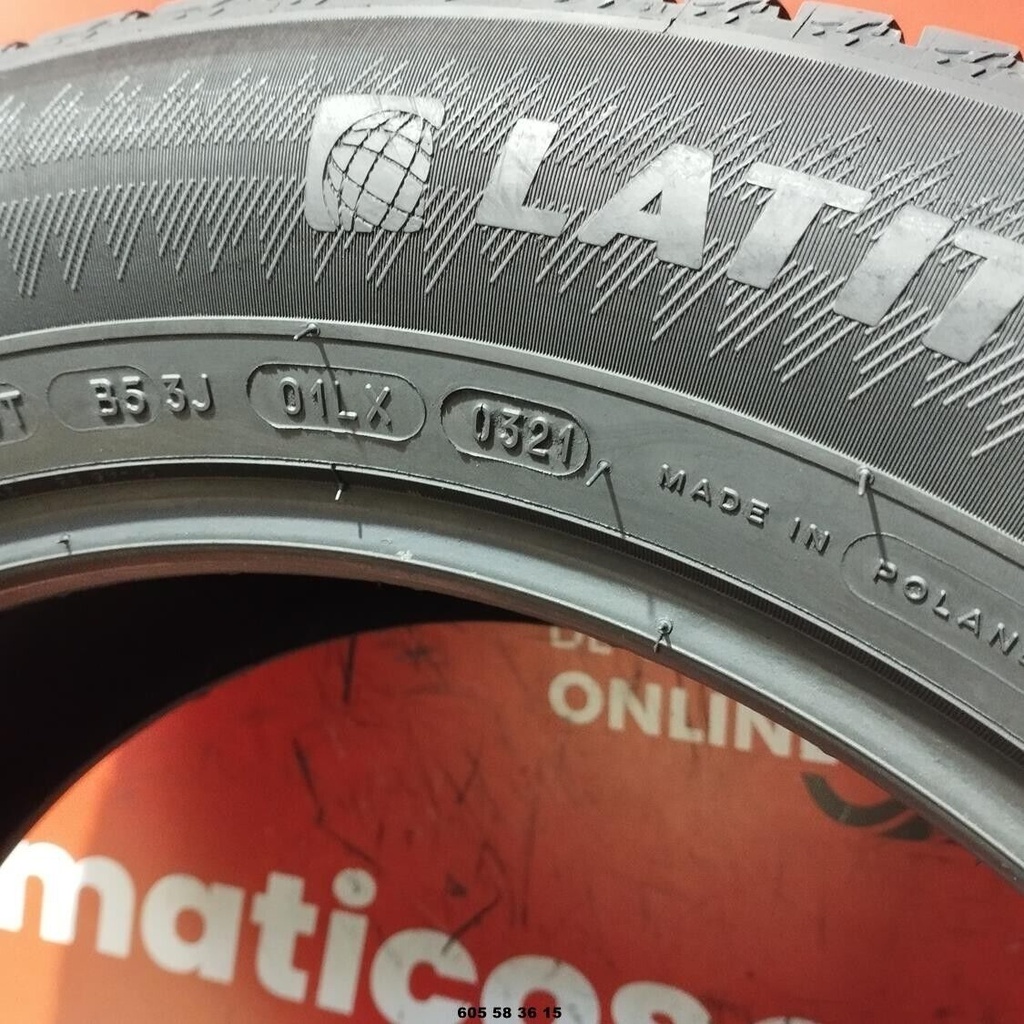 LATIT
T B5 3J 01LX 0321 MADE IN POLAN
ONLINE
maticos
605 58 36 15